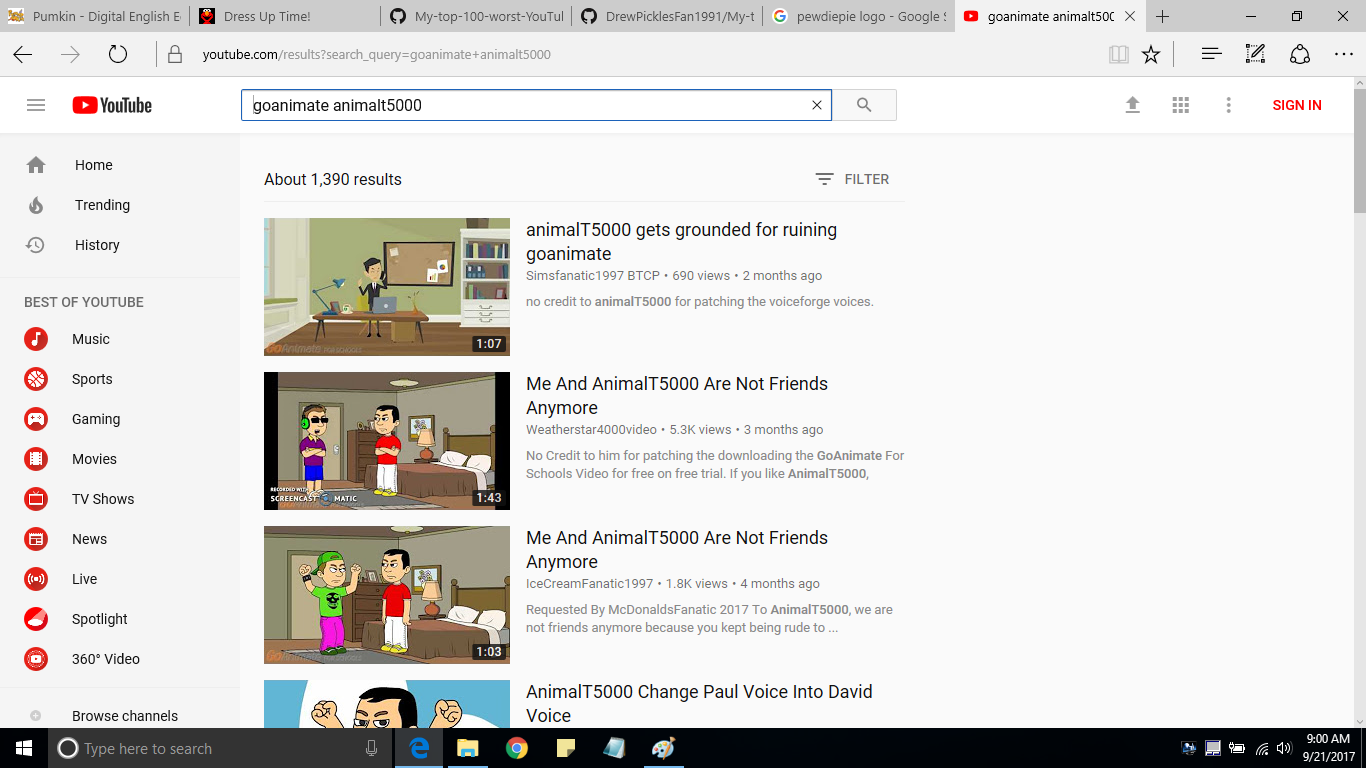 Pumkin - Digital English E
Dress Up Time!
My-top-100-worst-YouTul
DrewPicklesFan1991/My-t
pewdiepie logo - Google S
goanimate animalt500
youtube.com/results?search_query=goanimate+animalt5000
YouTube
goanimate animalt5000
SIGN IN
Home
Trending
History
BEST OF YOUTUBE
Music
Sports
Gaming
Movies
TV Shows
News
Live
Spotlight
360° Video
Browse channels
About 1,390 results
FILTER
GoAnimate FOR SCHOOLS
1:07
animalT5000 gets grounded for ruining
goanimate
Simsfanatic1997 BTCP • 690 views • 2 months ago
no credit to animalT5000 for patching the voiceforge voices.
RECORDED WITH
SCREENCAST MATIC
1:43
Me And AnimalT5000 Are Not Friends
Anymore
Weatherstar4000video • 5.3K views • 3 months ago
No Credit to him for patching the downloading the GoAnimate For
Schools Video for free on free trial. If you like AnimalT5000,
GoAnimate FOR SCHOOLS
1:03
Me And AnimalT5000 Are Not Friends
Anymore
IceCreamFanatic1997 • 1.8K views • 4 months ago
Requested By McDonaldsFanatic 2017 To AnimalT5000, we are
not friends anymore because you kept being rude to ...
AnimalT5000 Change Paul Voice Into David
Voice
Type here to search
9:00 AM
9/21/2017